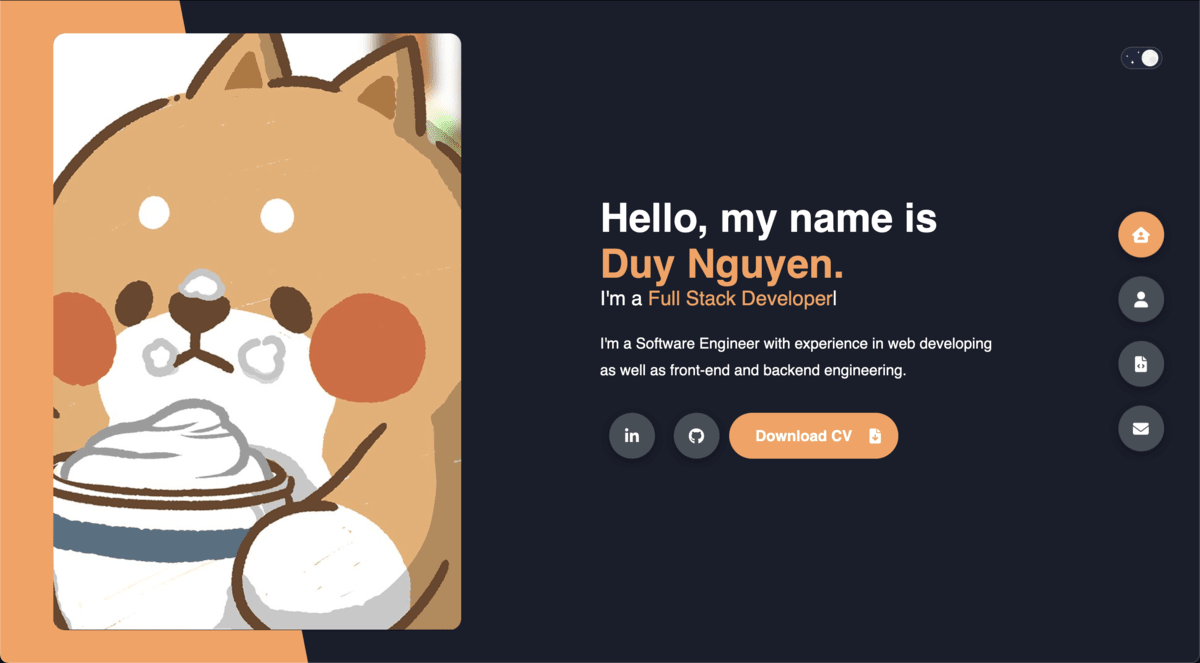 Hello, my name is
Duy Nguyen.
I'm a Full Stack Developer|
I'm a Software Engineer with experience in web developing
as well as front-end and backend engineering.
in
Download CV